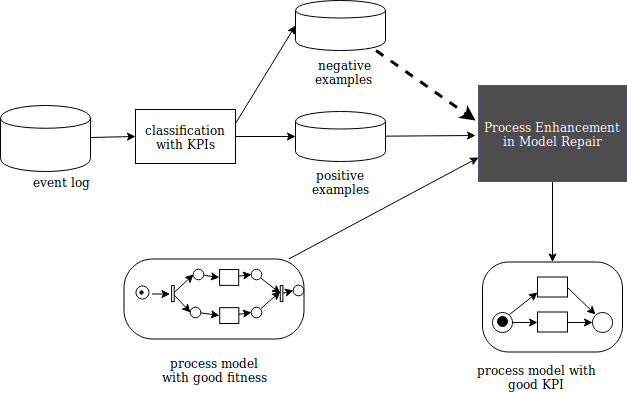 negative
examples
classification
with KPIs
Process Enhancement
in Model Repair
event log
positive
examples
process model
with good fitness
process model with
good KPI